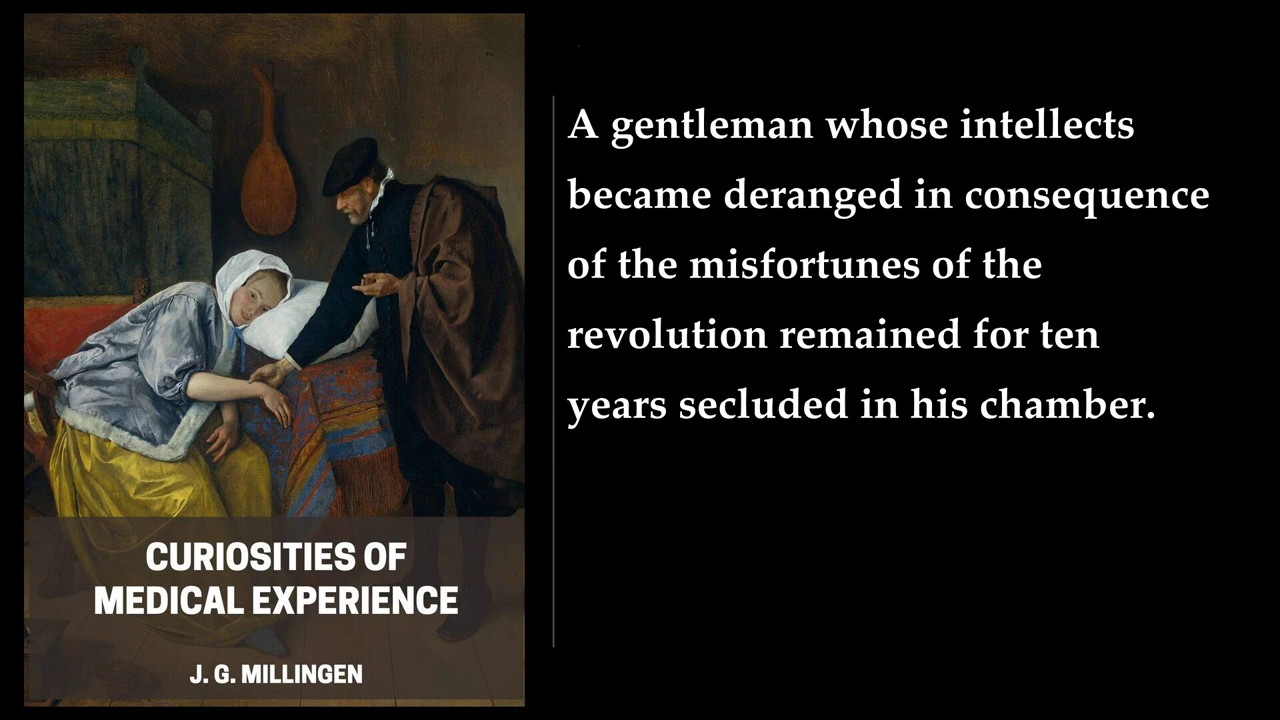 A gentleman whose intellects
became deranged in consequence
of the misfortunes of the
revolution remained for ten
years secluded in his chamber.
CURIOSITIES OF
MEDICAL EXPERIENCE
J. G. MILLINGEN